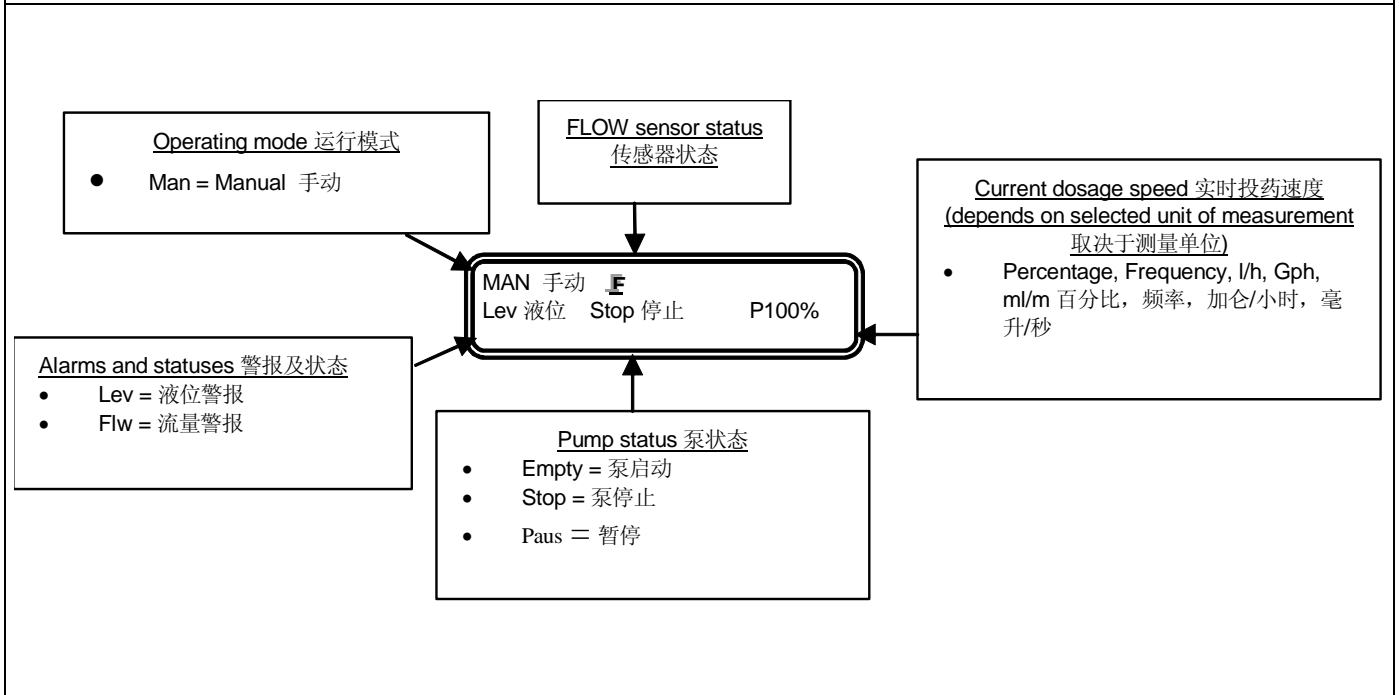 Operating mode 运行模式
● Man = Manual 手动
FLOW sensor status
传感器状态
Current dosage speed 实时投药速度
(depends on selected unit of measurement
取决于测量单位)
• Percentage, Frequency, l/h, Gph,
ml/m 百分比，频率，加仑/小时，毫
升/秒
MAN 手动 F
Lev 液位 Stop 停止 P100%
Alarms and statuses 警报及状态
• Lev = 液位警报
• Flw = 流量警报
Pump status 泵状态
• Empty = 泵启动
• Stop = 泵停止
• Paus ＝ 暂停